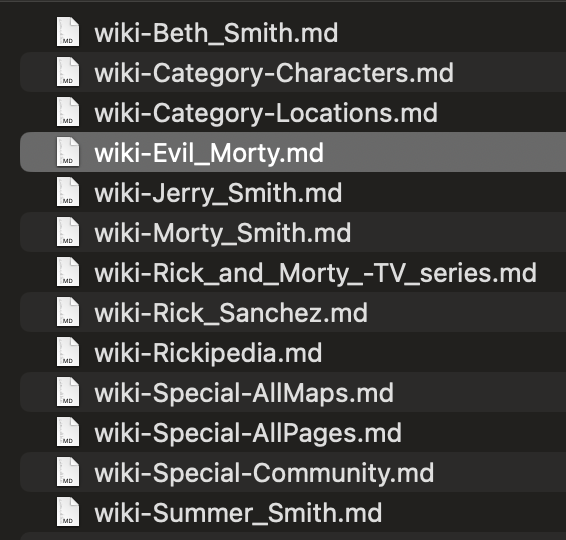 wiki-Beth_Smith.md
wiki-Category-Characters.md
wiki-Category-Locations.md
wiki-Evil_Morty.md
wiki-Jerry_Smith.md
wiki-Morty_Smith.md
wiki-Rick_and_Morty_-TV_series.md
wiki-Rick_Sanchez.md
wiki-Rickipedia.md
wiki-Special-AllMaps.md
wiki-Special-AllPages.md
wiki-Special-Community.md
wiki-Summer_Smith.md